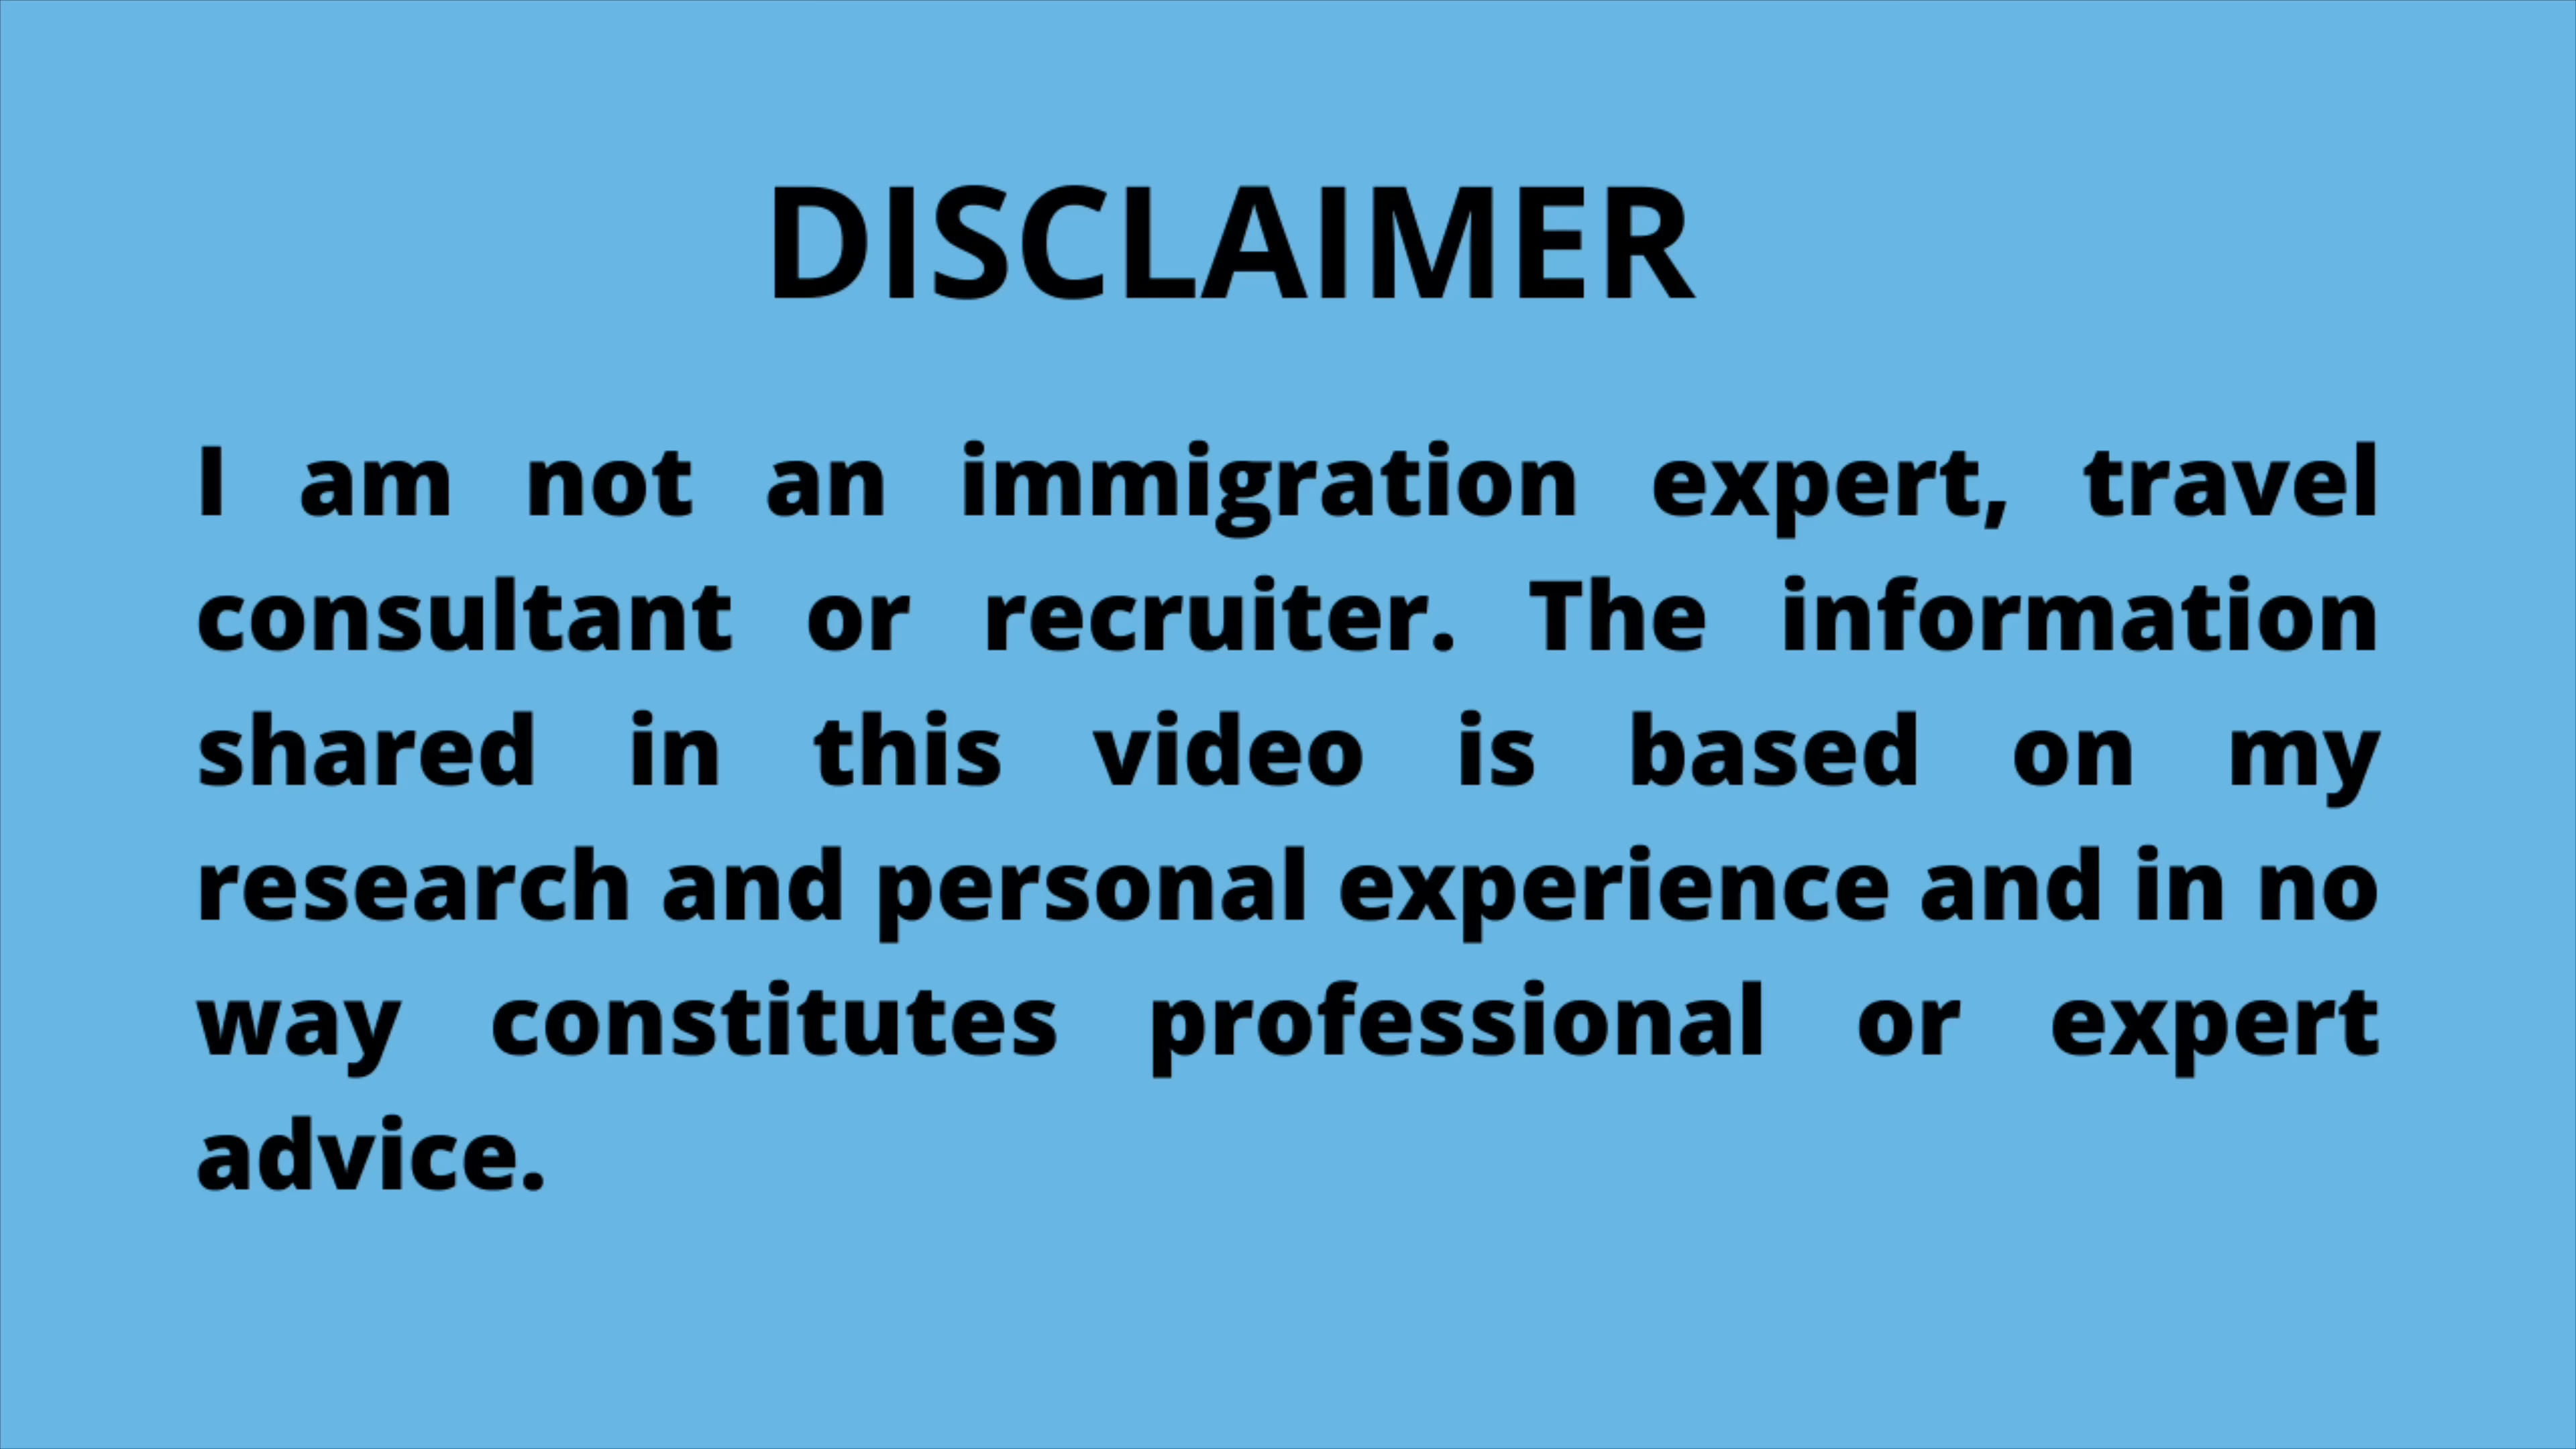 DISCLAIMER
I am not an immigration expert, travel
consultant or recruiter. The information
shared in this video is based on my
research and personal experience and in no
way constitutes professional or expert
advice.